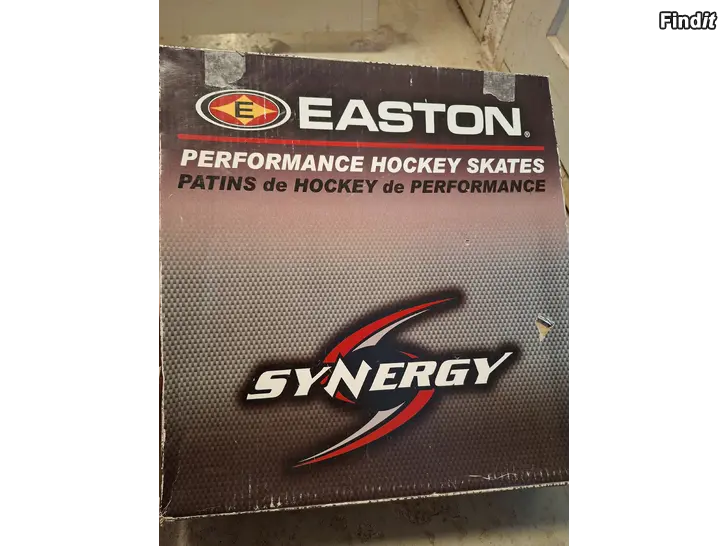 Findit
E EASTON®
PERFORMANCE HOCKEY SKATES
PATINS de HOCKEY de PERFORMANCE
SYNERGY